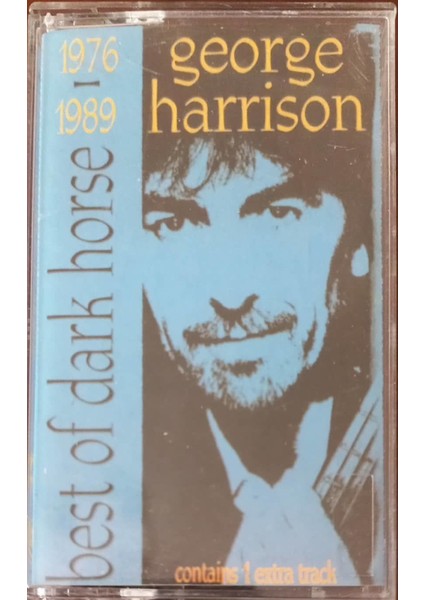 1976
-
1989
george
harrison
best of dark horse
contains 1 extra track